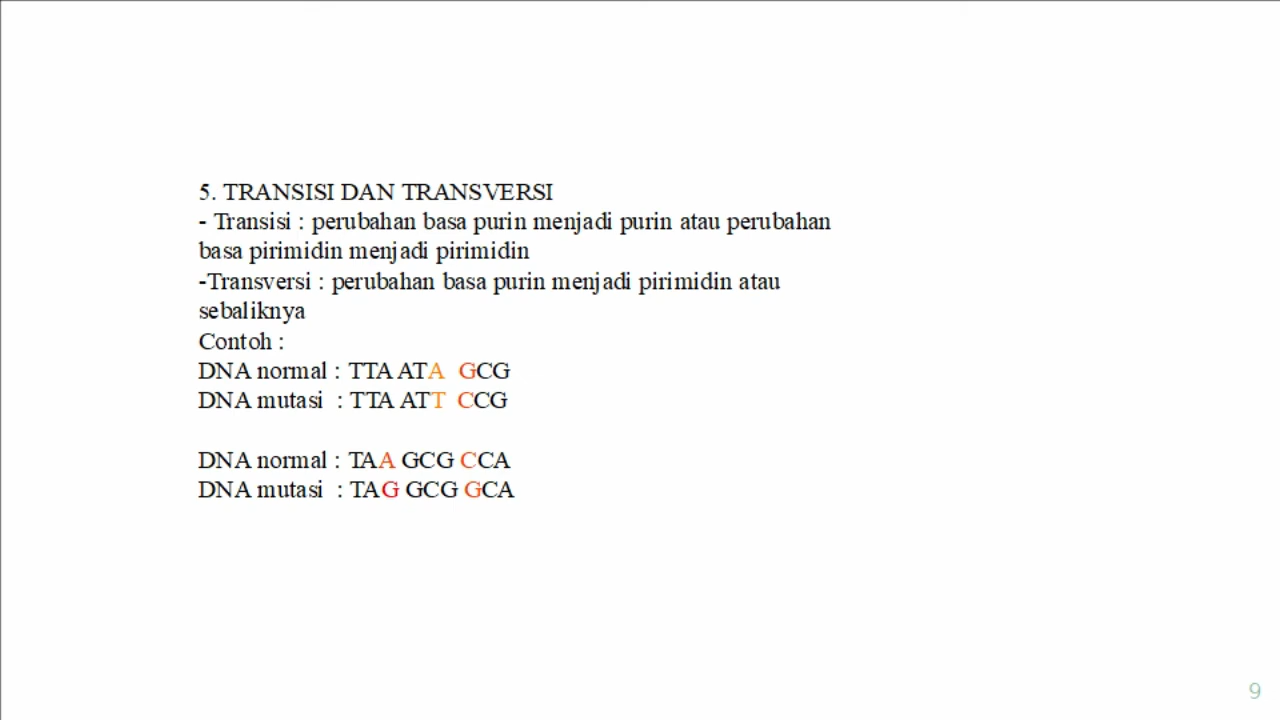 5. TRANSISI DAN TRANSVERSI
- Transisi : perubahan basa purin menjadi purin atau perubahan
basa pirimidin menjadi pirimidin
-Transversi : perubahan basa purin menjadi pirimidin atau
sebaliknya
Contoh :
DNA normal : TTA ATA GCG
DNA mutasi : TTA ATT CCG
DNA normal : TAA GCG CCA
DNA mutasi : TAG GCG GCA
9